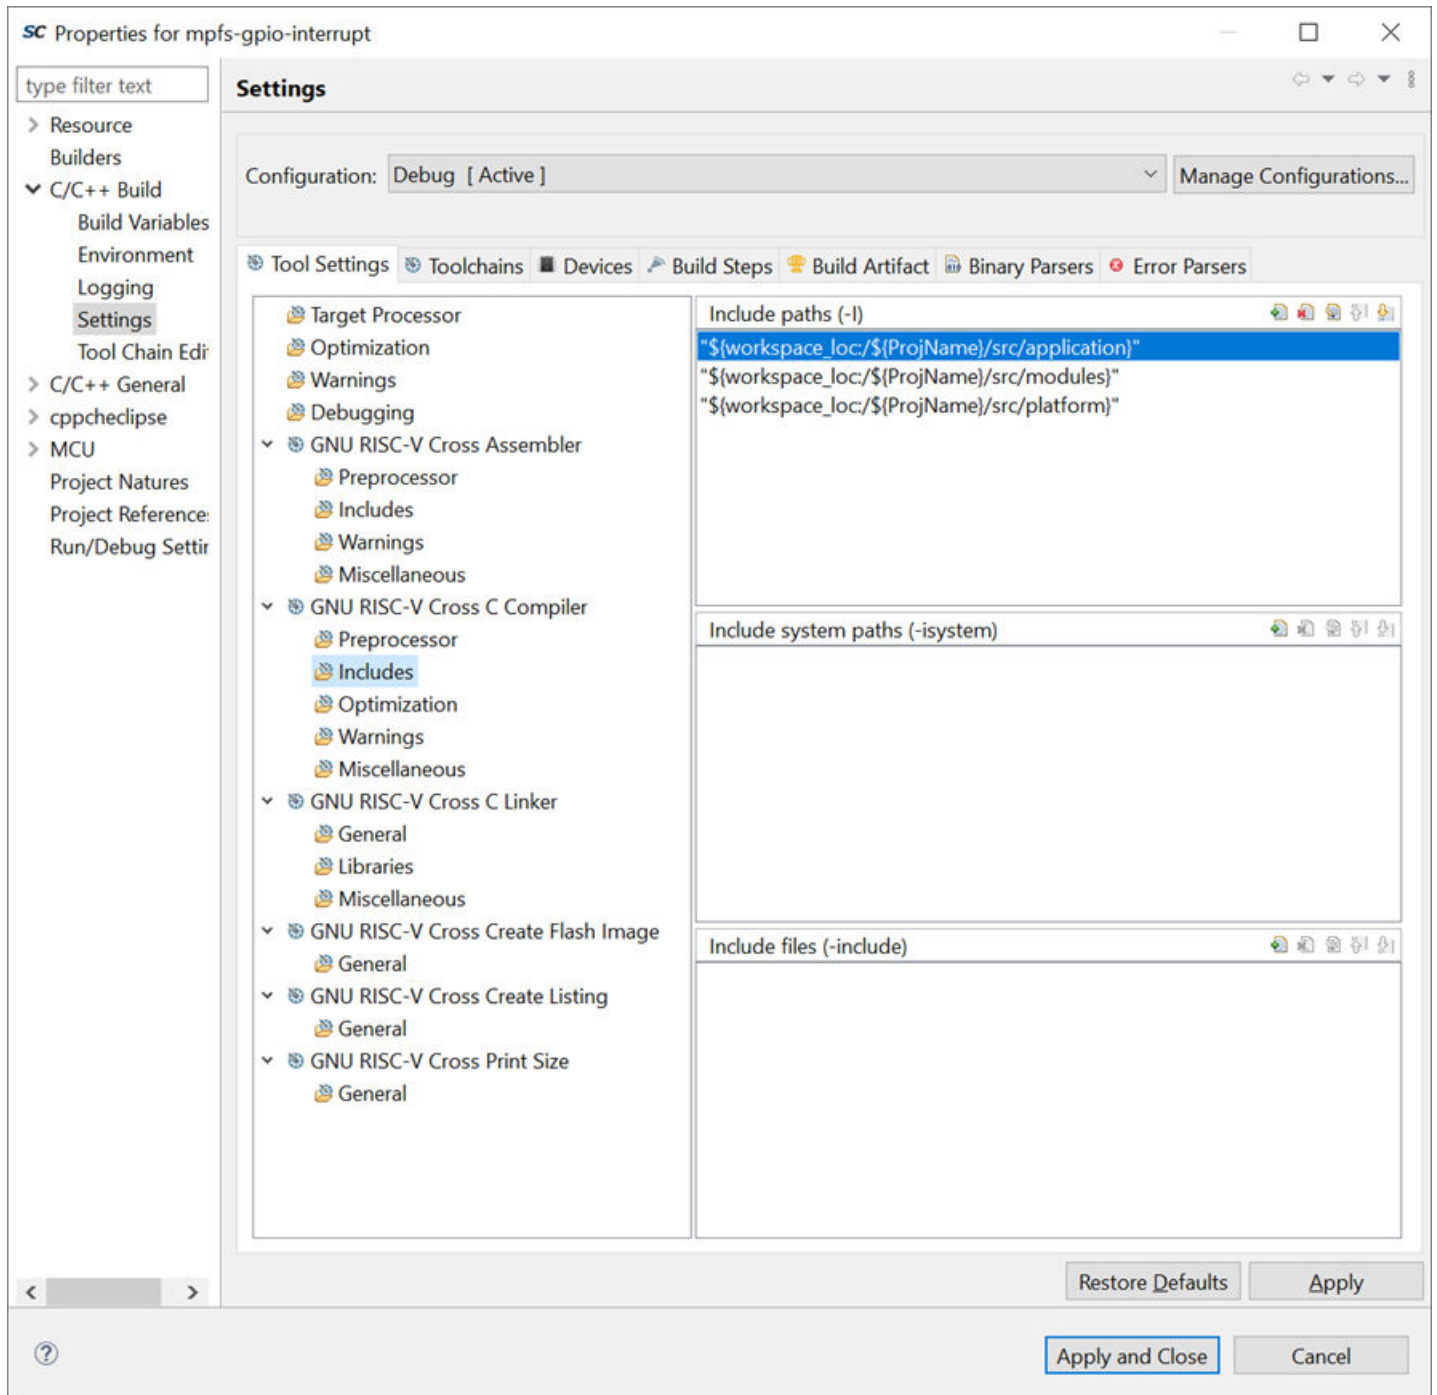 SC Properties for mpfs-gpio-interrupt
type filter text
Resource
Builders
C/C++ Build
Build Variables
Environment
Logging
Settings
Tool Chain Edi
C/C++ General
cppcheclipse
MCU
Project Natures
Project Reference
Run/Debug Settin
Settings
Configuration: Debug [ Active ]
Manage Configurations...
Tool Settings Toolchains Devices Build Steps Build Artifact Binary Parsers Error Parsers
Target Processor
Optimization
Warnings
Debugging
GNU RISC-V Cross Assembler
Preprocessor
Includes
Warnings
Miscellaneous
GNU RISC-V Cross C Compiler
Preprocessor
Includes
Optimization
Warnings
Miscellaneous
GNU RISC-V Cross C Linker
General
Libraries
Miscellaneous
GNU RISC-V Cross Create Flash Image
General
GNU RISC-V Cross Create Listing
General
GNU RISC-V Cross Print Size
General
Include paths (-I)
"${workspace_loc:/${ProjName}/src/application}"
"${workspace_loc:/${ProjName}/src/modules}"
"${workspace_loc:/${ProjName}/src/platform}"
Include system paths (-isystem)
Include files (-include)
Restore Defaults
Apply
?
Apply and Close
Cancel